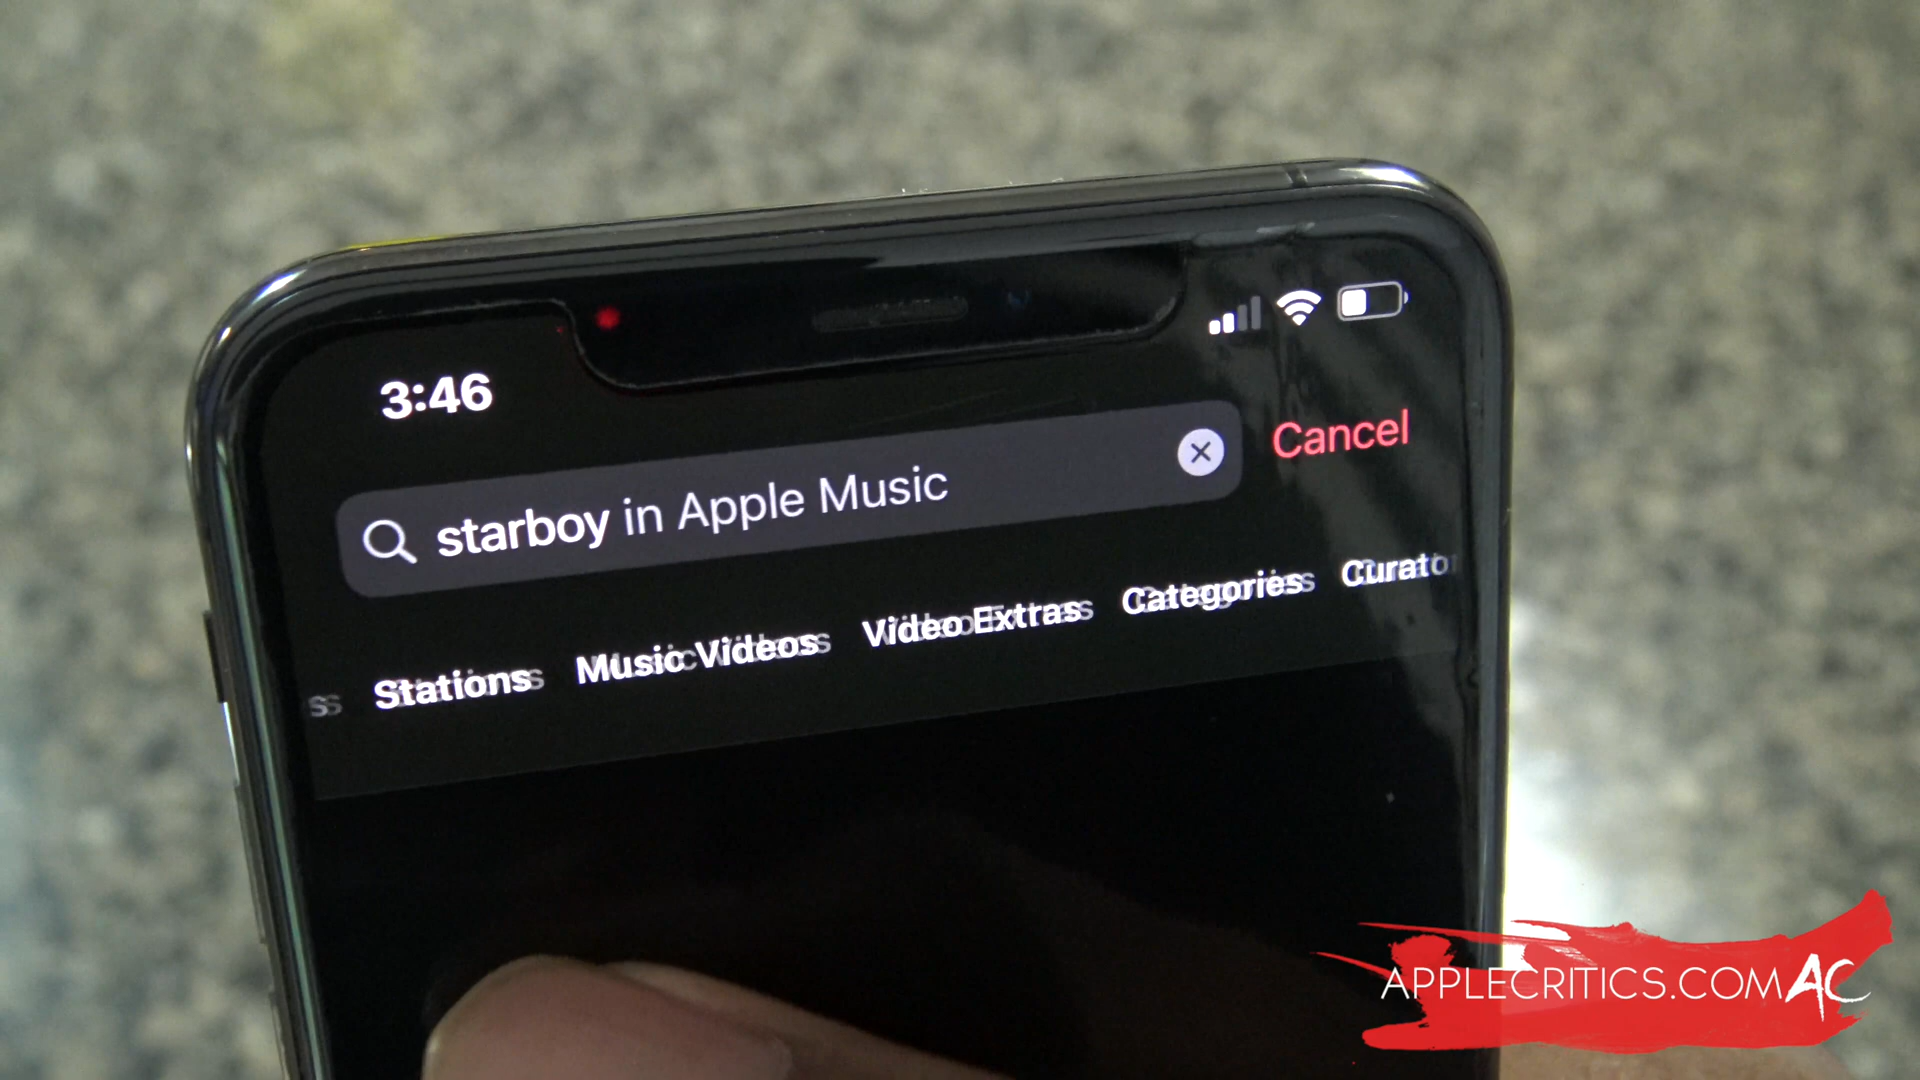 3:46
starboy in Apple Music
Cancel
Stations Music Videos Video Extras Categories
APPLECRITICS.COM AC